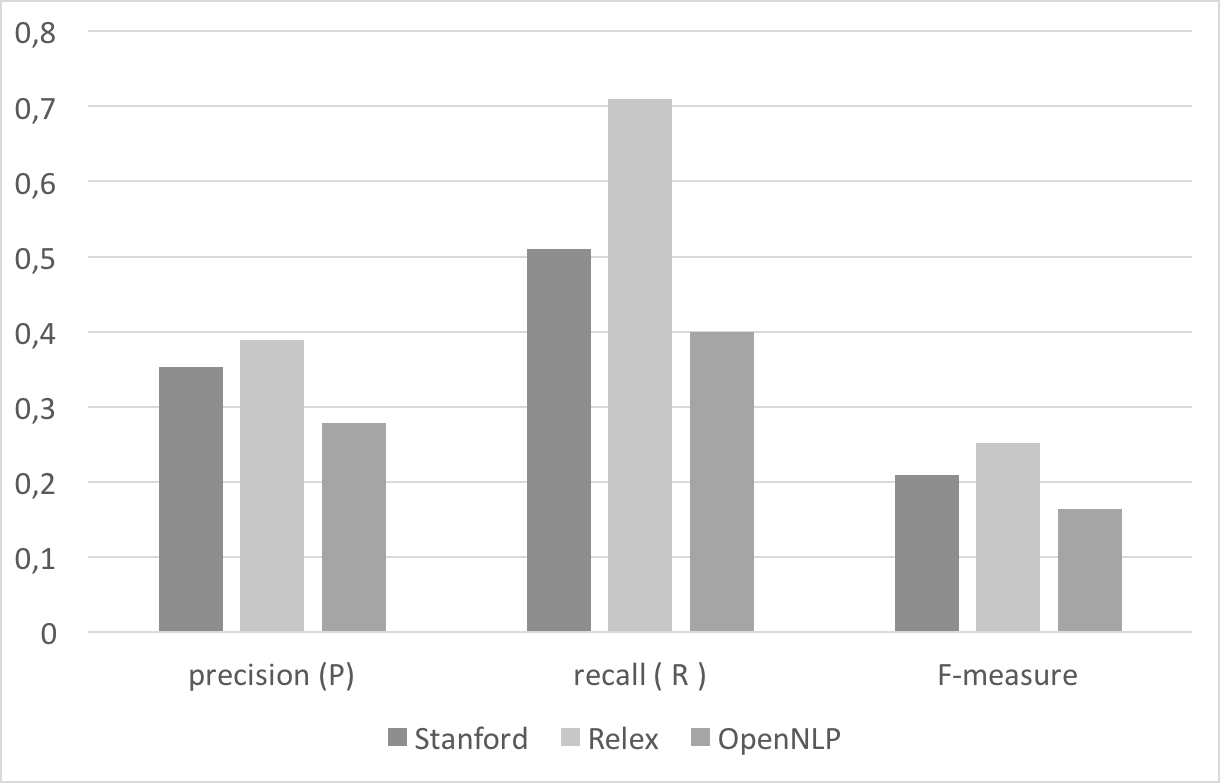 0,8
0,7
0,6
0,5
0,4
0,3
0,2
0,1
0
precision (P)
recall ( R )
F-measure
Stanford
Relex
OpenNLP